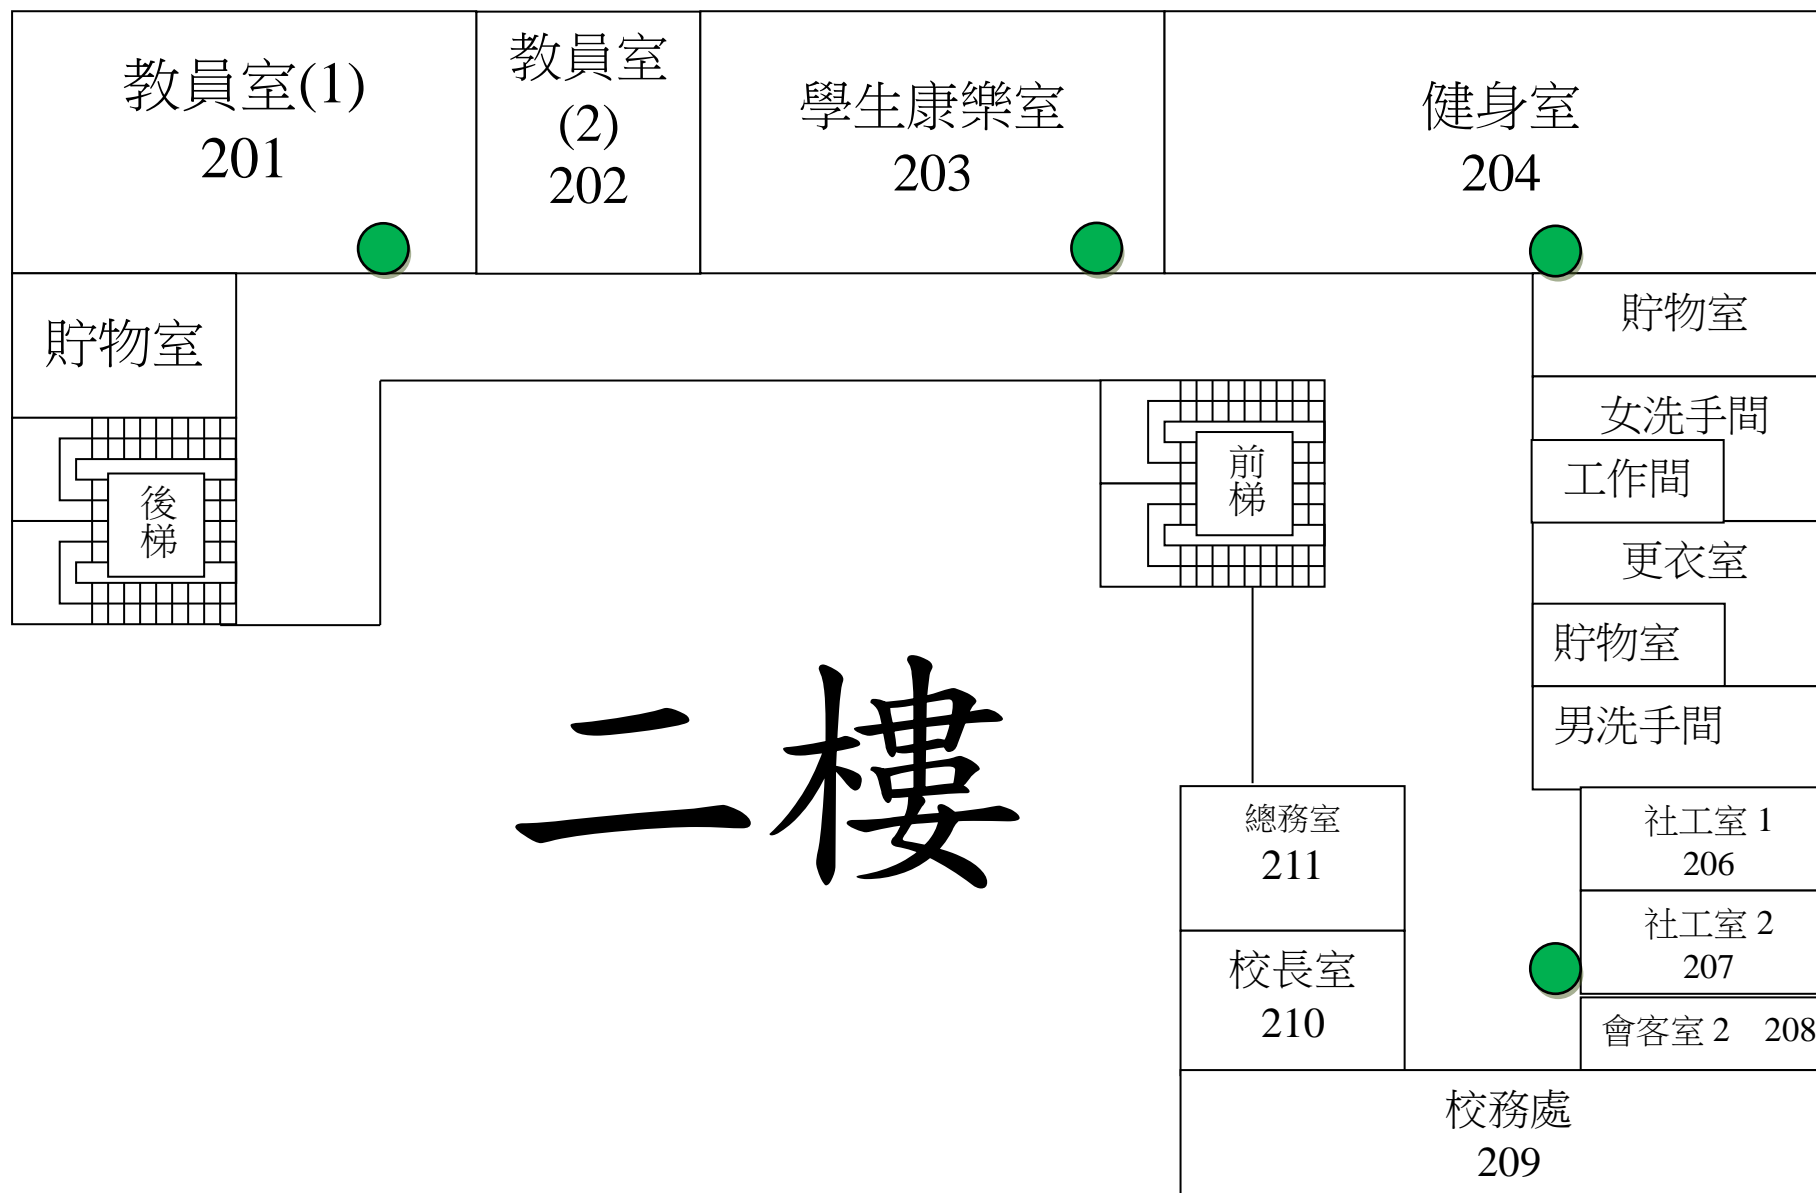 教員室(1)
201
教員室
(2)
202
學生康樂室
203
健身室
204
貯物室
貯物室
女洗手間
工作間
後梯
前梯
更衣室
貯物室
男洗手間
二樓
總務室
211
社工室 1
206
社工室 2
207
校長室
210
會客室 2 208
校務處
209